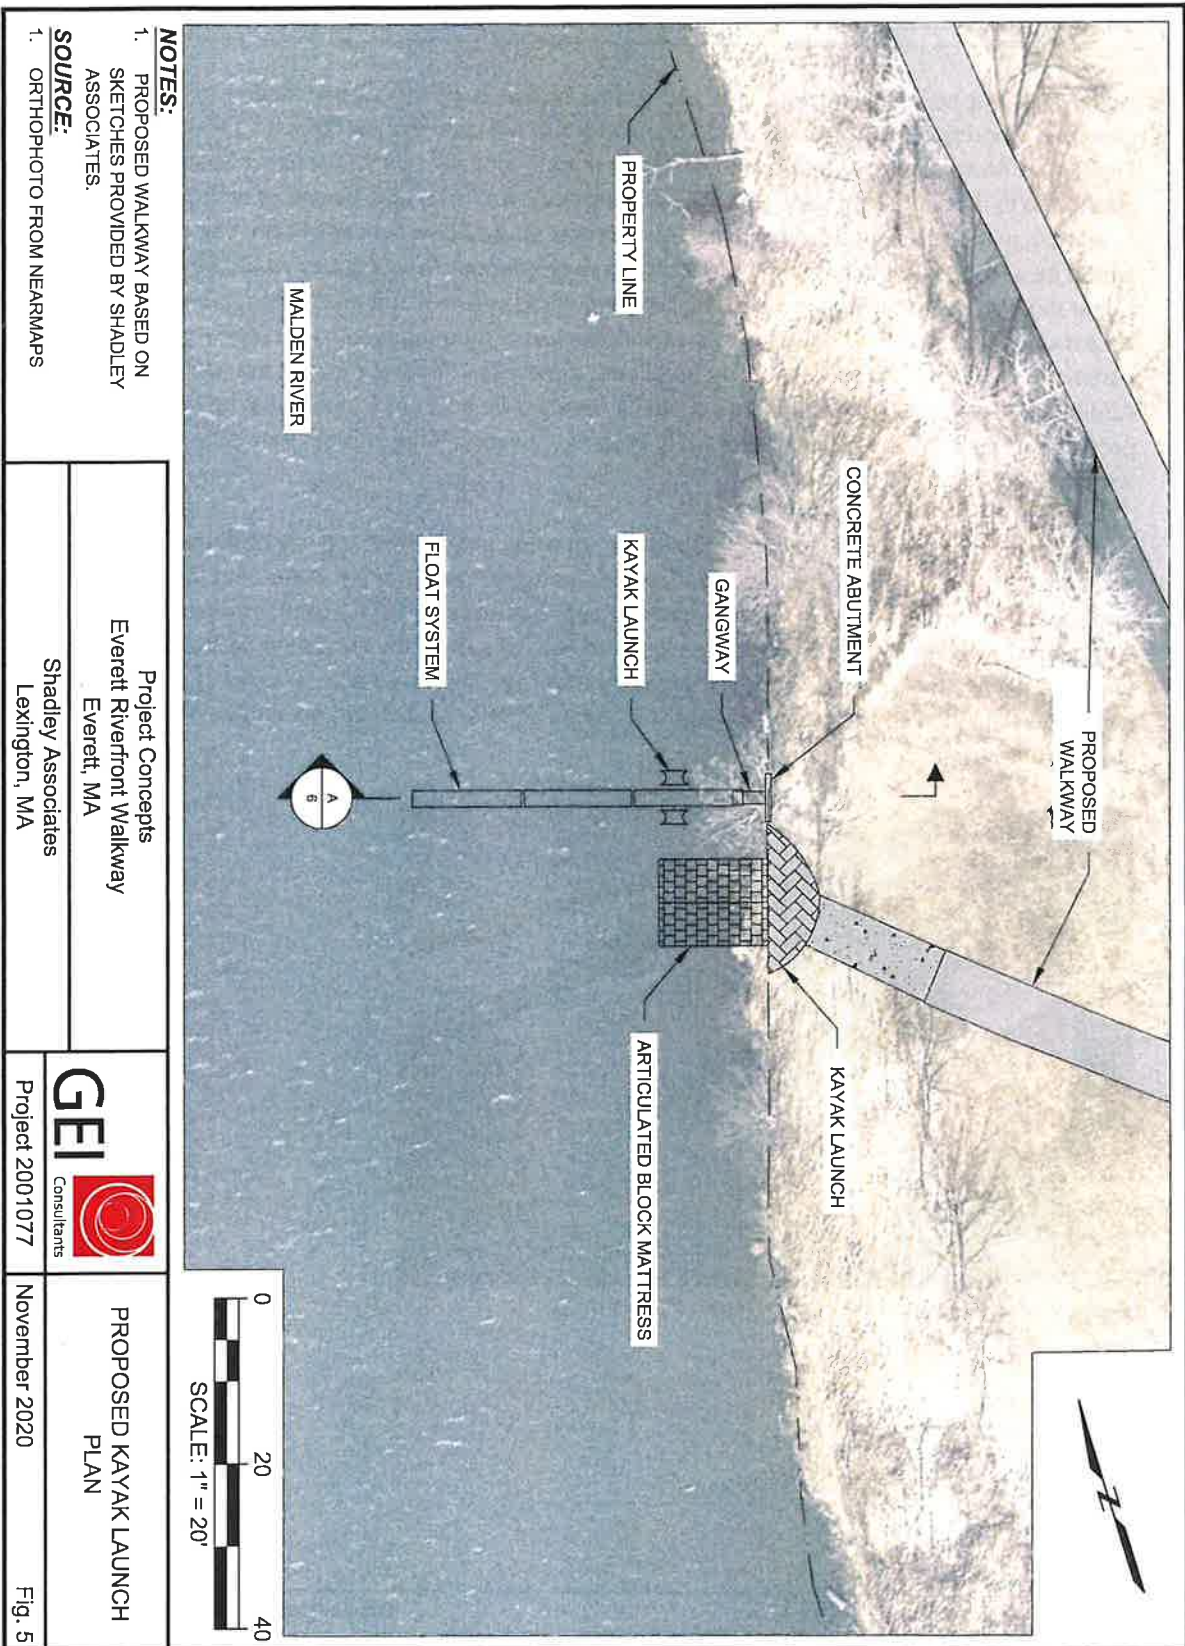 PROPERTY LINE
MALDEN RIVER
CONCRETE ABUTMENT
GANGWAY
KAYAK LAUNCH
FLOAT SYSTEM
PROPOSED
WALKWAY
KAYAK LAUNCH
ARTICULATED BLOCK MATTRESS
A
6
Z
0 20 40
SCALE: 1" = 20'
NOTES:
1. PROPOSED WALKWAY BASED ON
SKETCHES PROVIDED BY SHADLEY
ASSOCIATES.
SOURCE:
1. ORTHOPHOTO FROM NEARMAPS
Project Concepts
Everett Riverfront Walkway
Everett, MA
Shadley Associates
Lexington, MA
GEI
Consultants
Project 2001077
PROPOSED KAYAK LAUNCH
PLAN
November 2020
Fig. 5